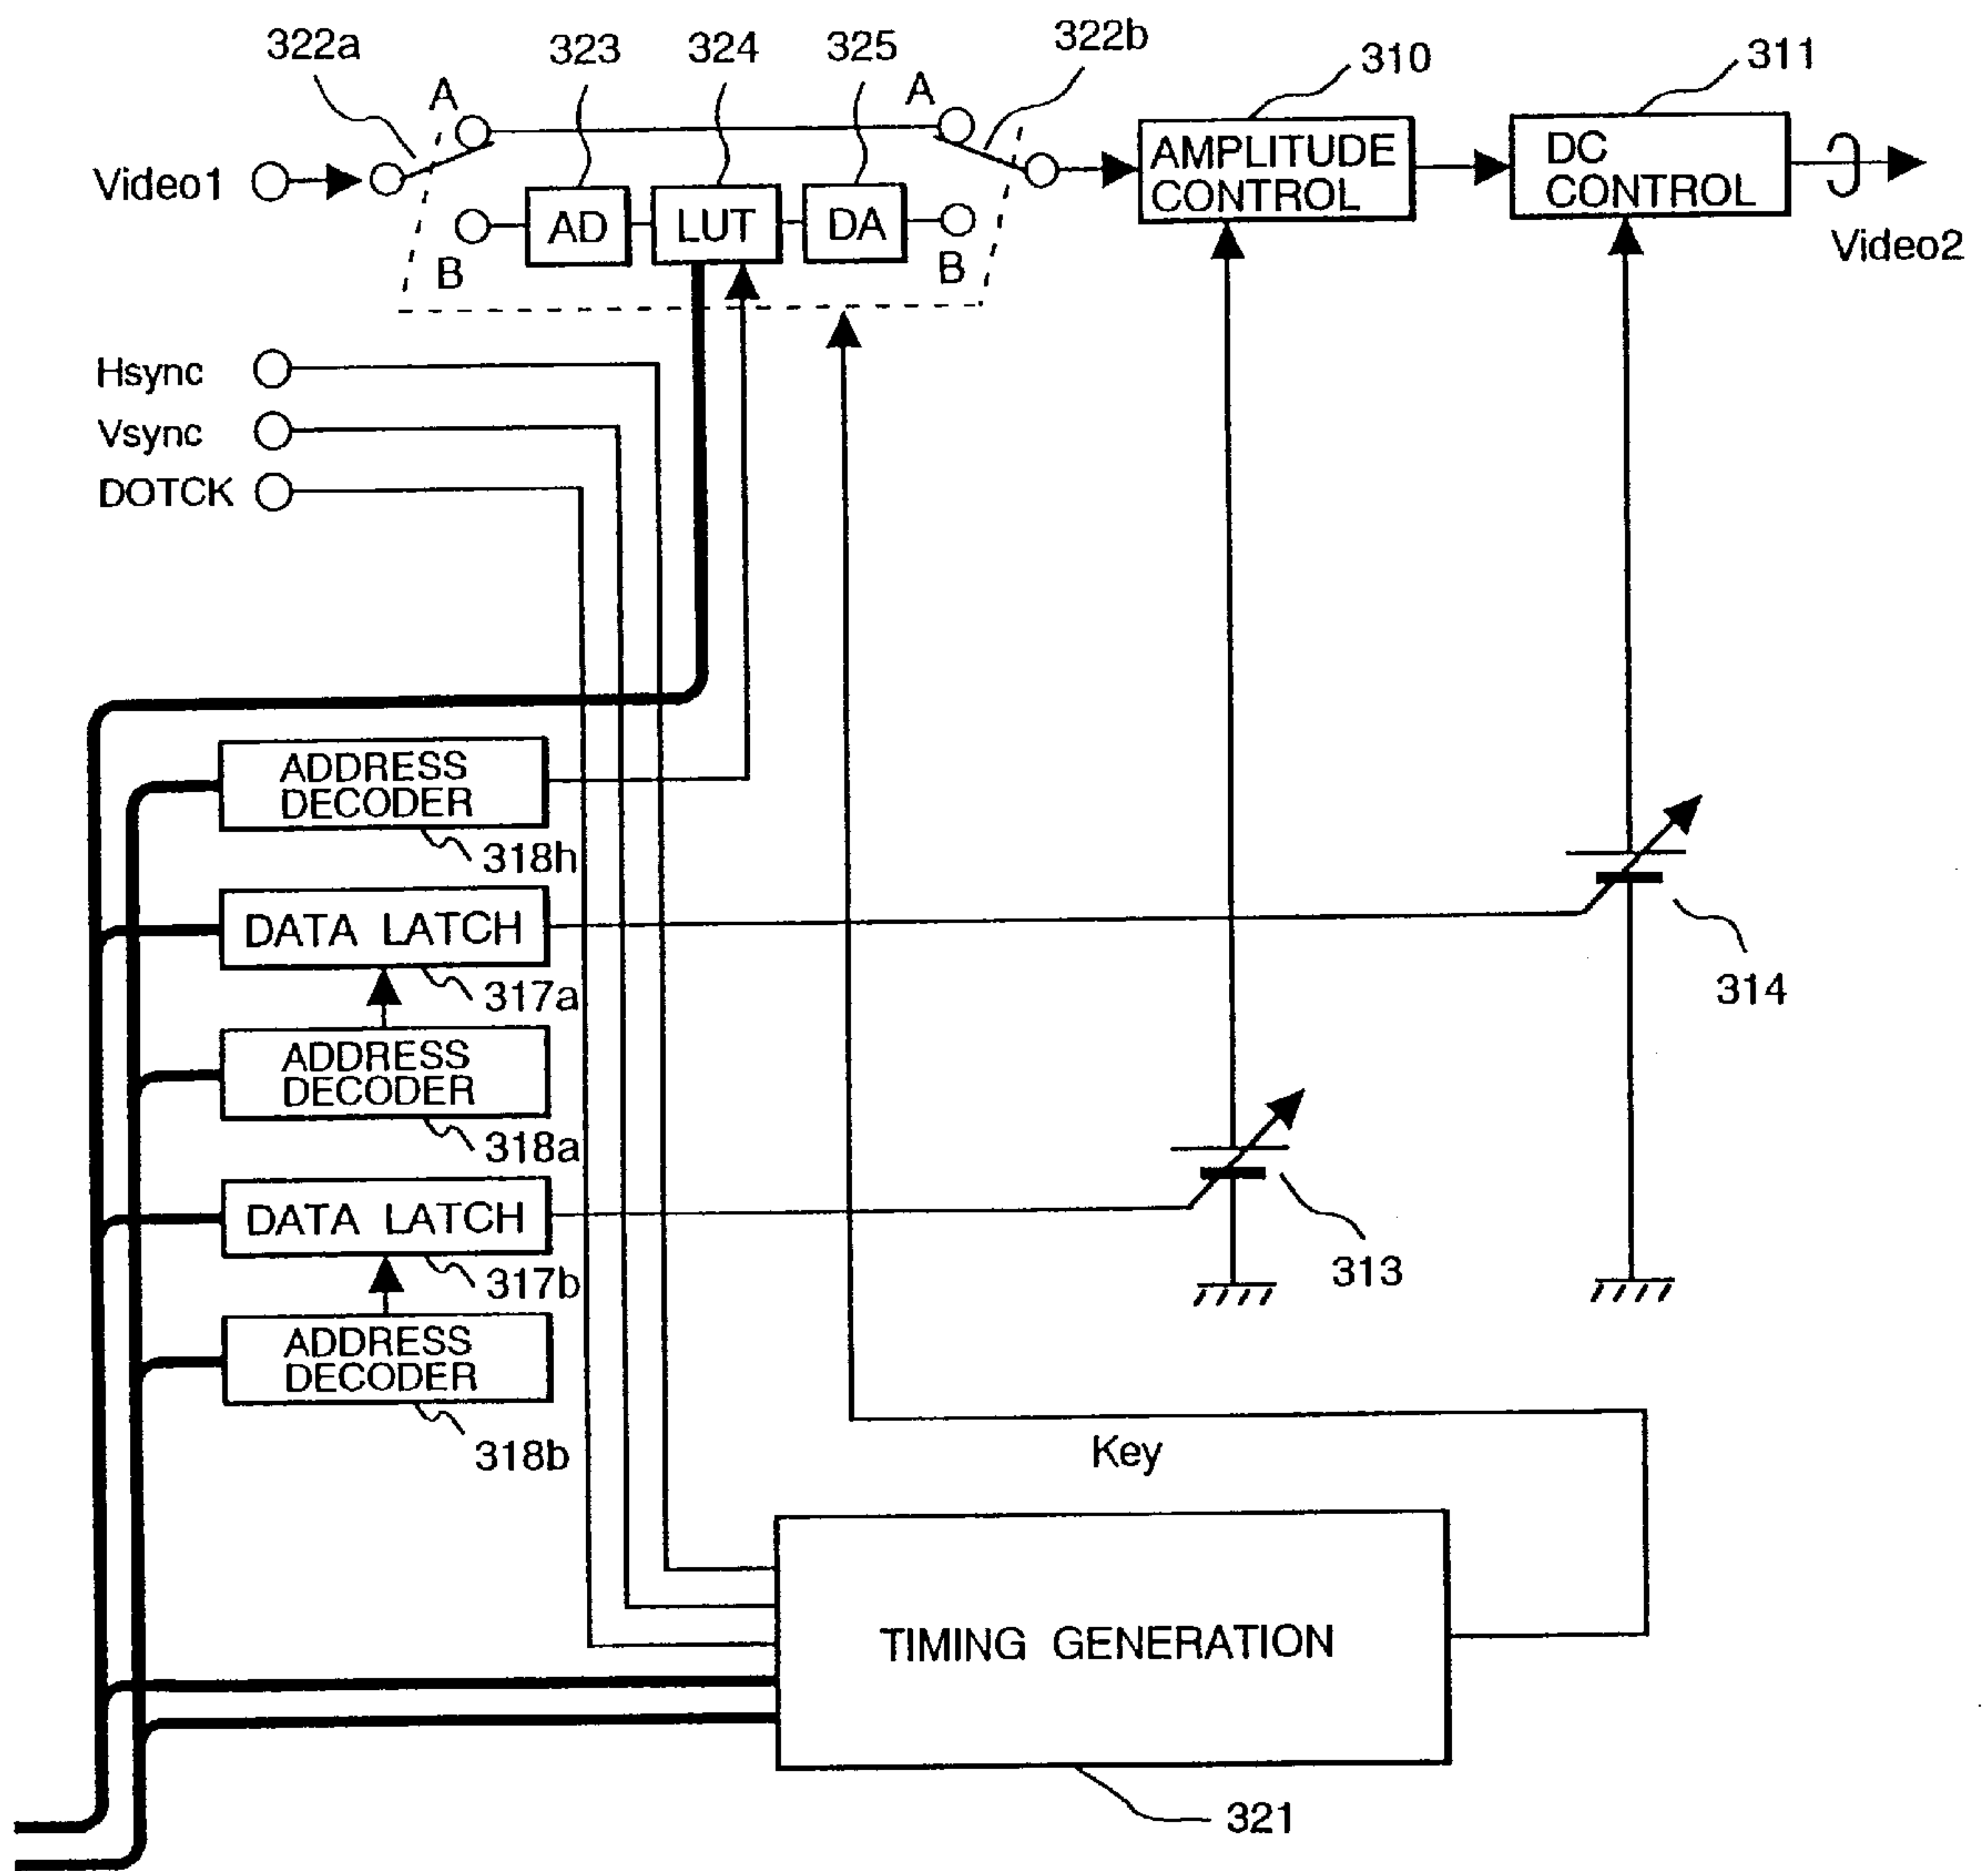 322a
323
324
325
322b
310
311
A
A
Video1
AD
LUT
DA
B
B
AMPLITUDE
CONTROL
DC
CONTROL
Video2
Hsync
Vsync
DOTCK
ADDRESS
DECODER
318h
DATA LATCH
317a
314
ADDRESS
DECODER
318a
DATA LATCH
317b
313
ADDRESS
DECODER
318b
Key
TIMING GENERATION
321